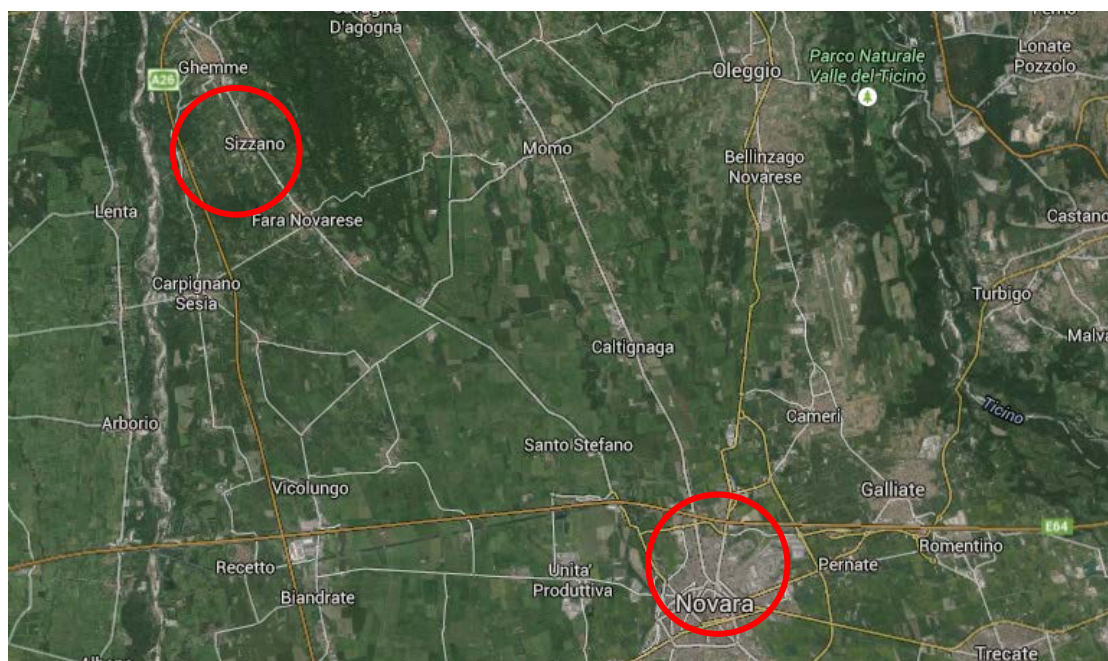 D'agogna
Ghemme
A26
Sizzano
Fara Novarese
Lenta
Carpignano
Sesia
Arborio
Vicolungo
Recetto
Biandrate
Momo
Oleggio
Parco Naturale
Valle del Ticino
Lonate
Pozzolo
Bellinzago
Novarese
Castano
Turbigo
Caltignaga
Cameri
Ticino
Santo Stefano
Galliate
E64
Romentino
Pernate
Unita'
Produttiva
Novara
Trecate